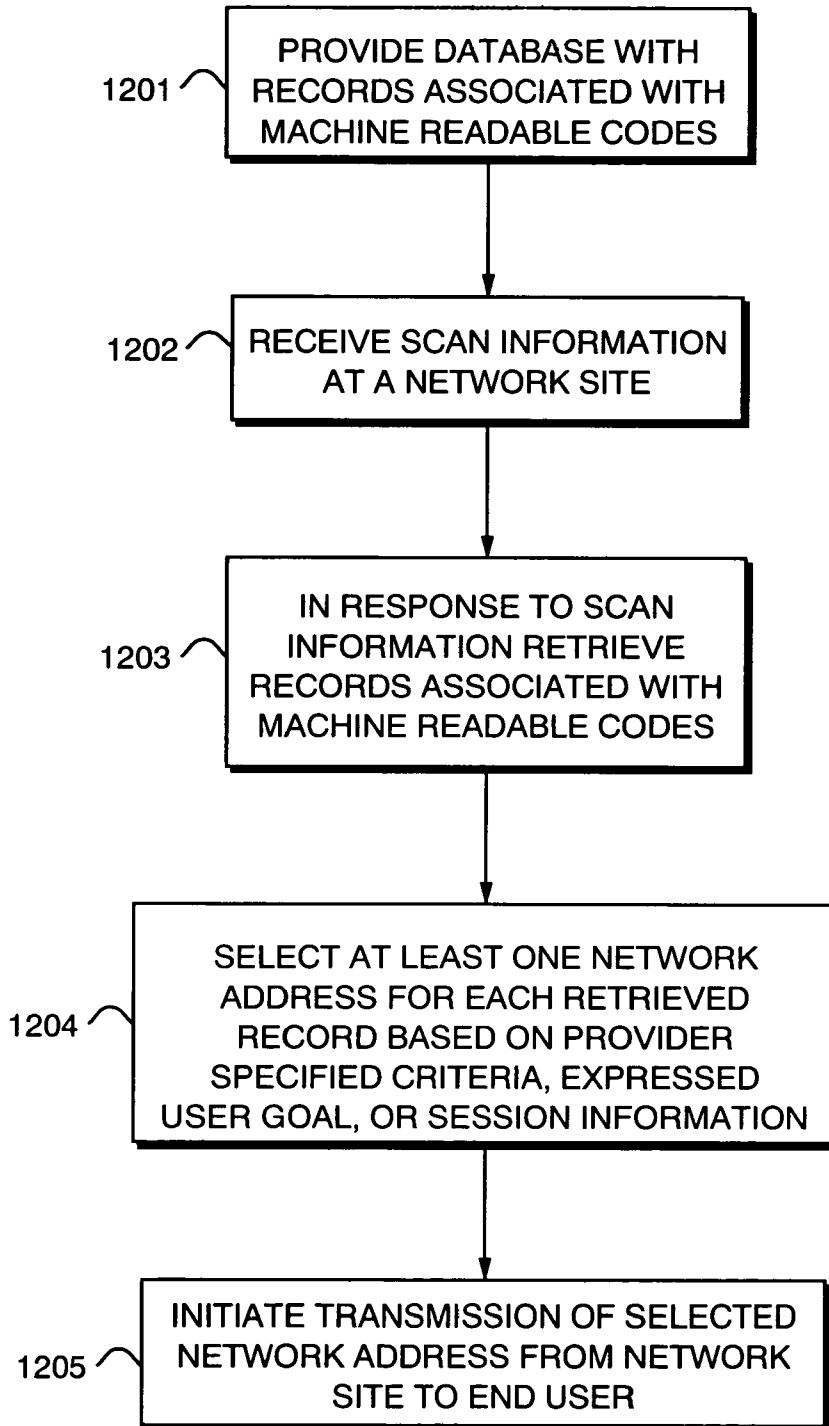 1201
PROVIDE DATABASE WITH
RECORDS ASSOCIATED WITH
MACHINE READABLE CODES
1202
RECEIVE SCAN INFORMATION
AT A NETWORK SITE
1203
IN RESPONSE TO SCAN
INFORMATION RETRIEVE
RECORDS ASSOCIATED WITH
MACHINE READABLE CODES
1204
SELECT AT LEAST ONE NETWORK
ADDRESS FOR EACH RETRIEVED
RECORD BASED ON PROVIDER
SPECIFIED CRITERIA, EXPRESSED
USER GOAL, OR SESSION INFORMATION
1205
INITIATE TRANSMISSION OF SELECTED
NETWORK ADDRESS FROM NETWORK
SITE TO END USER